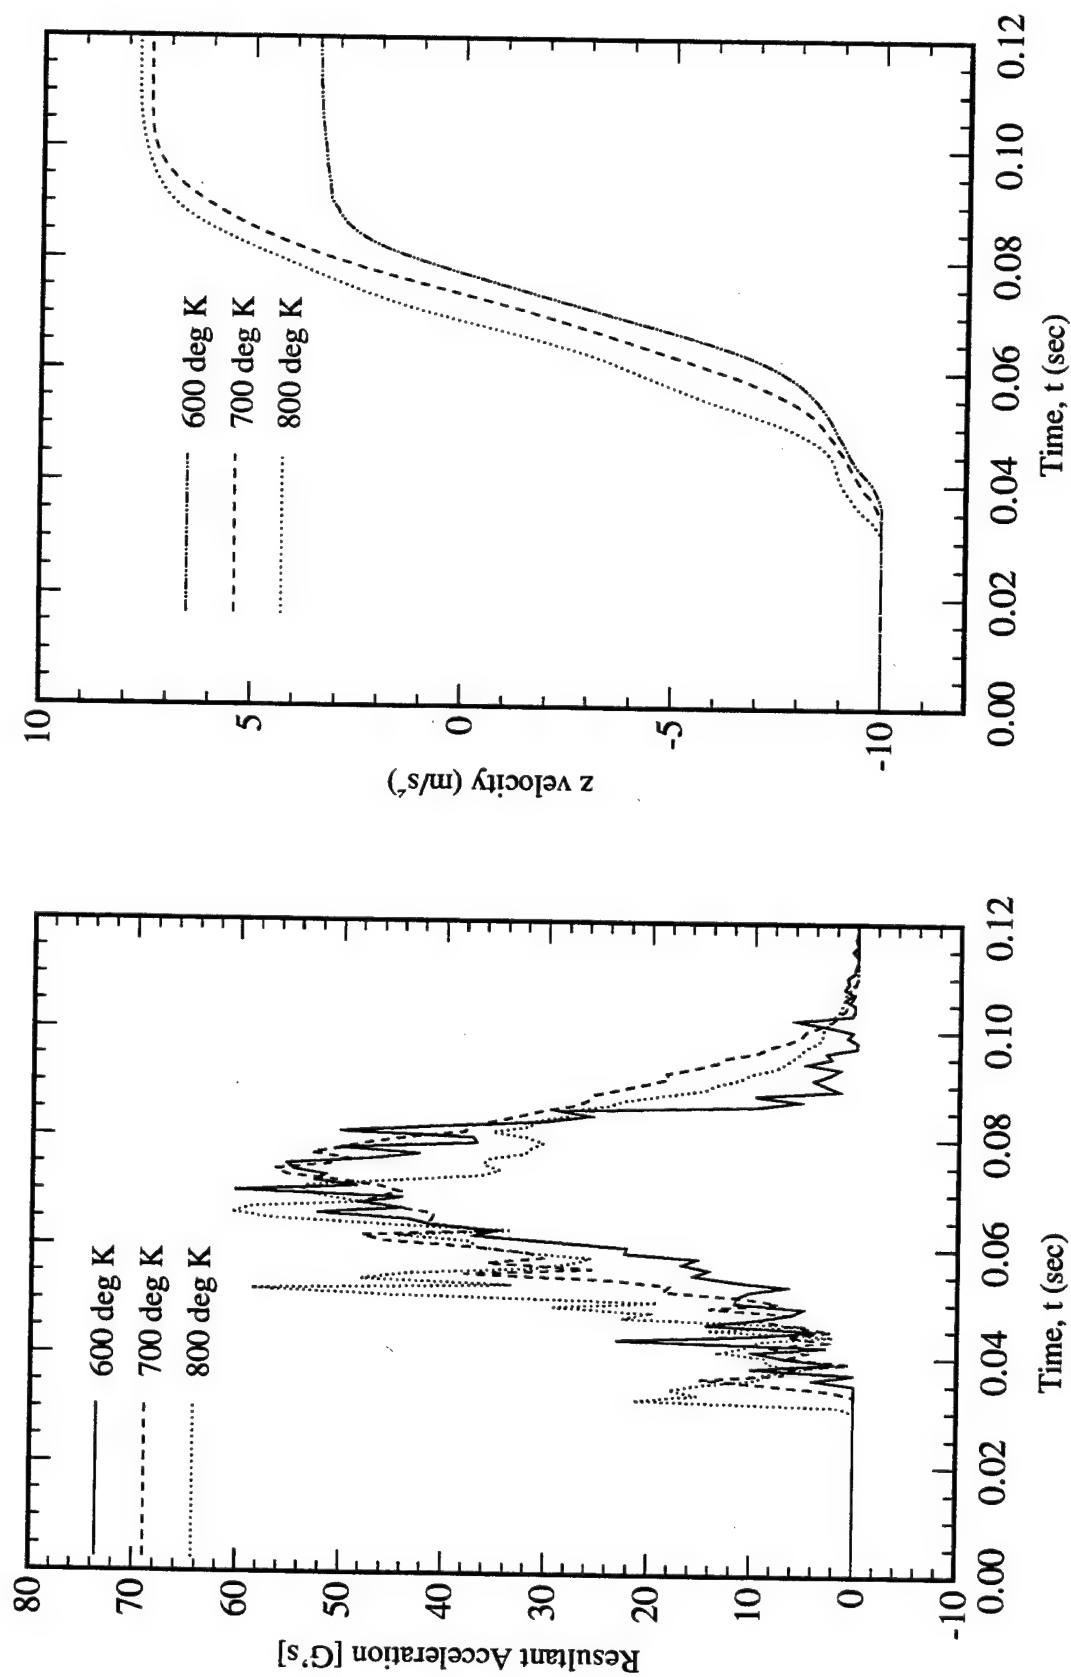 80
70
60
50
40
30
20
10
0
-10
Resultant Acceleration [G's]
600 deg K
700 deg K
800 deg K
0.00
0.02
0.04
0.06
0.08
0.10
0.12
Time, t (sec)
10
5
0
-5
-10
z velocity (m/s²)
600 deg K
700 deg K
800 deg K
0.00
0.02
0.04
0.06
0.08
0.10
0.12
Time, t (sec)